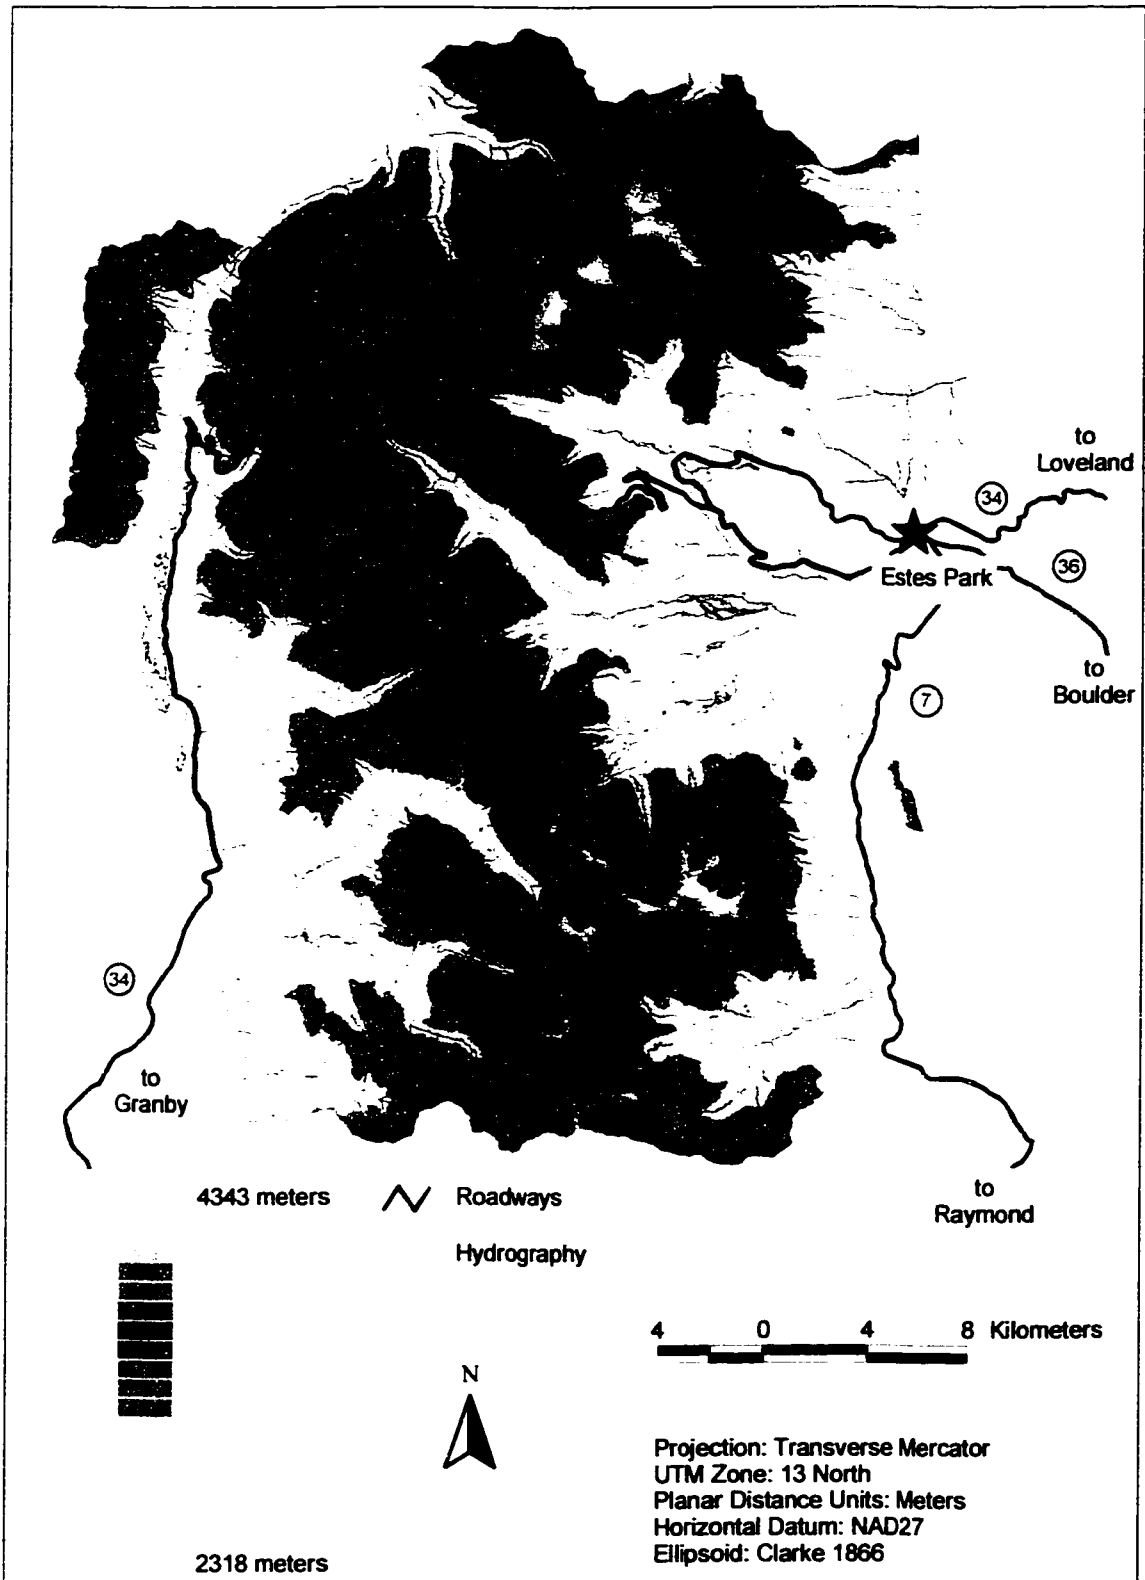 to
Loveland
34
36
Estes Park
to
Boulder
7
34
to
Granby
to
Raymond
4343 meters
Roadways
Hydrography
4 0 4 8 Kilometers
N
Projection: Transverse Mercator
UTM Zone: 13 North
Planar Distance Units: Meters
Horizontal Datum: NAD27
Ellipsoid: Clarke 1866
2318 meters